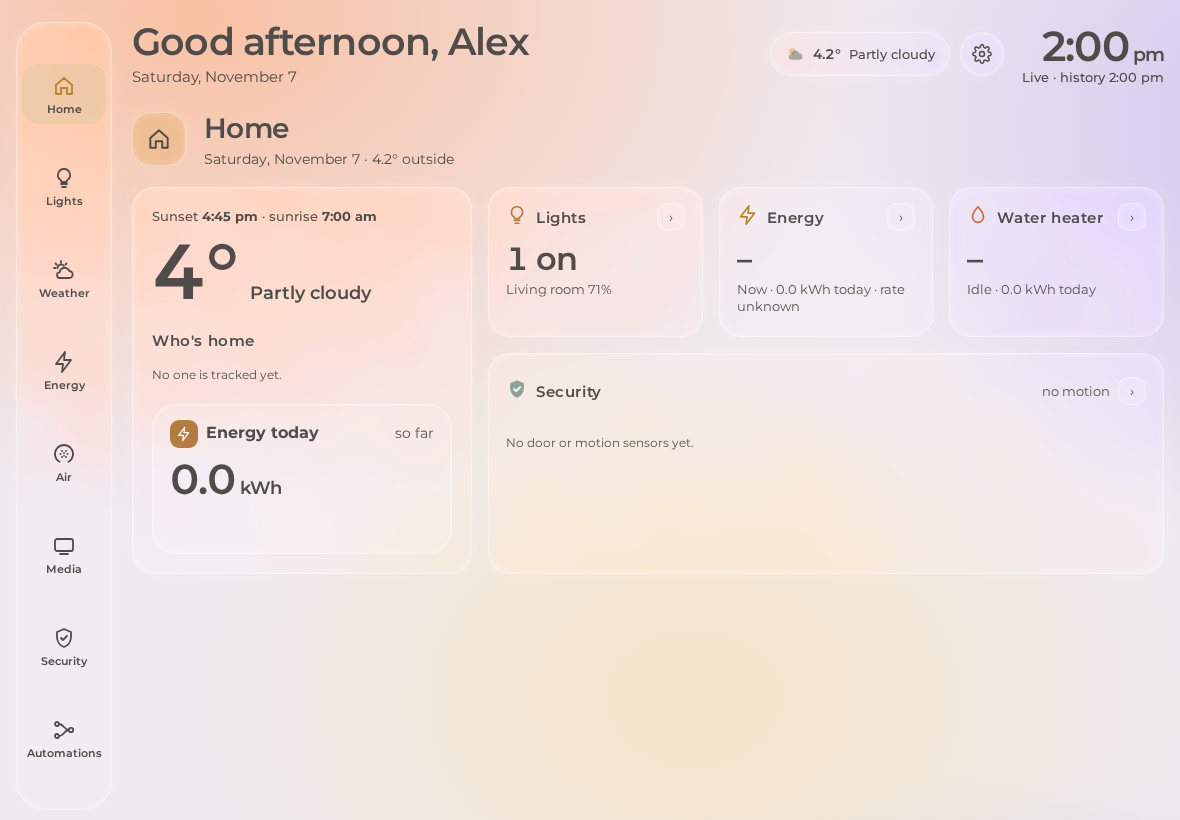 Good afternoon, Alex
Saturday, November 7
4.2° Partly cloudy
2:00 pm
Live · history 2:00 pm
Home
Lights
Weather
Energy
Air
Media
Security
Automations
Home
Saturday, November 7 · 4.2° outside
Sunset 4:45 pm · sunrise 7:00 am
4° Partly cloudy
Who's home
No one is tracked yet.
Energy today so far
0.0 kWh
Lights ›
1 on
Living room 71%
Energy ›
–
Now · 0.0 kWh today · rate
unknown
Water heater ›
–
Idle · 0.0 kWh today
Security no motion ›
No door or motion sensors yet.